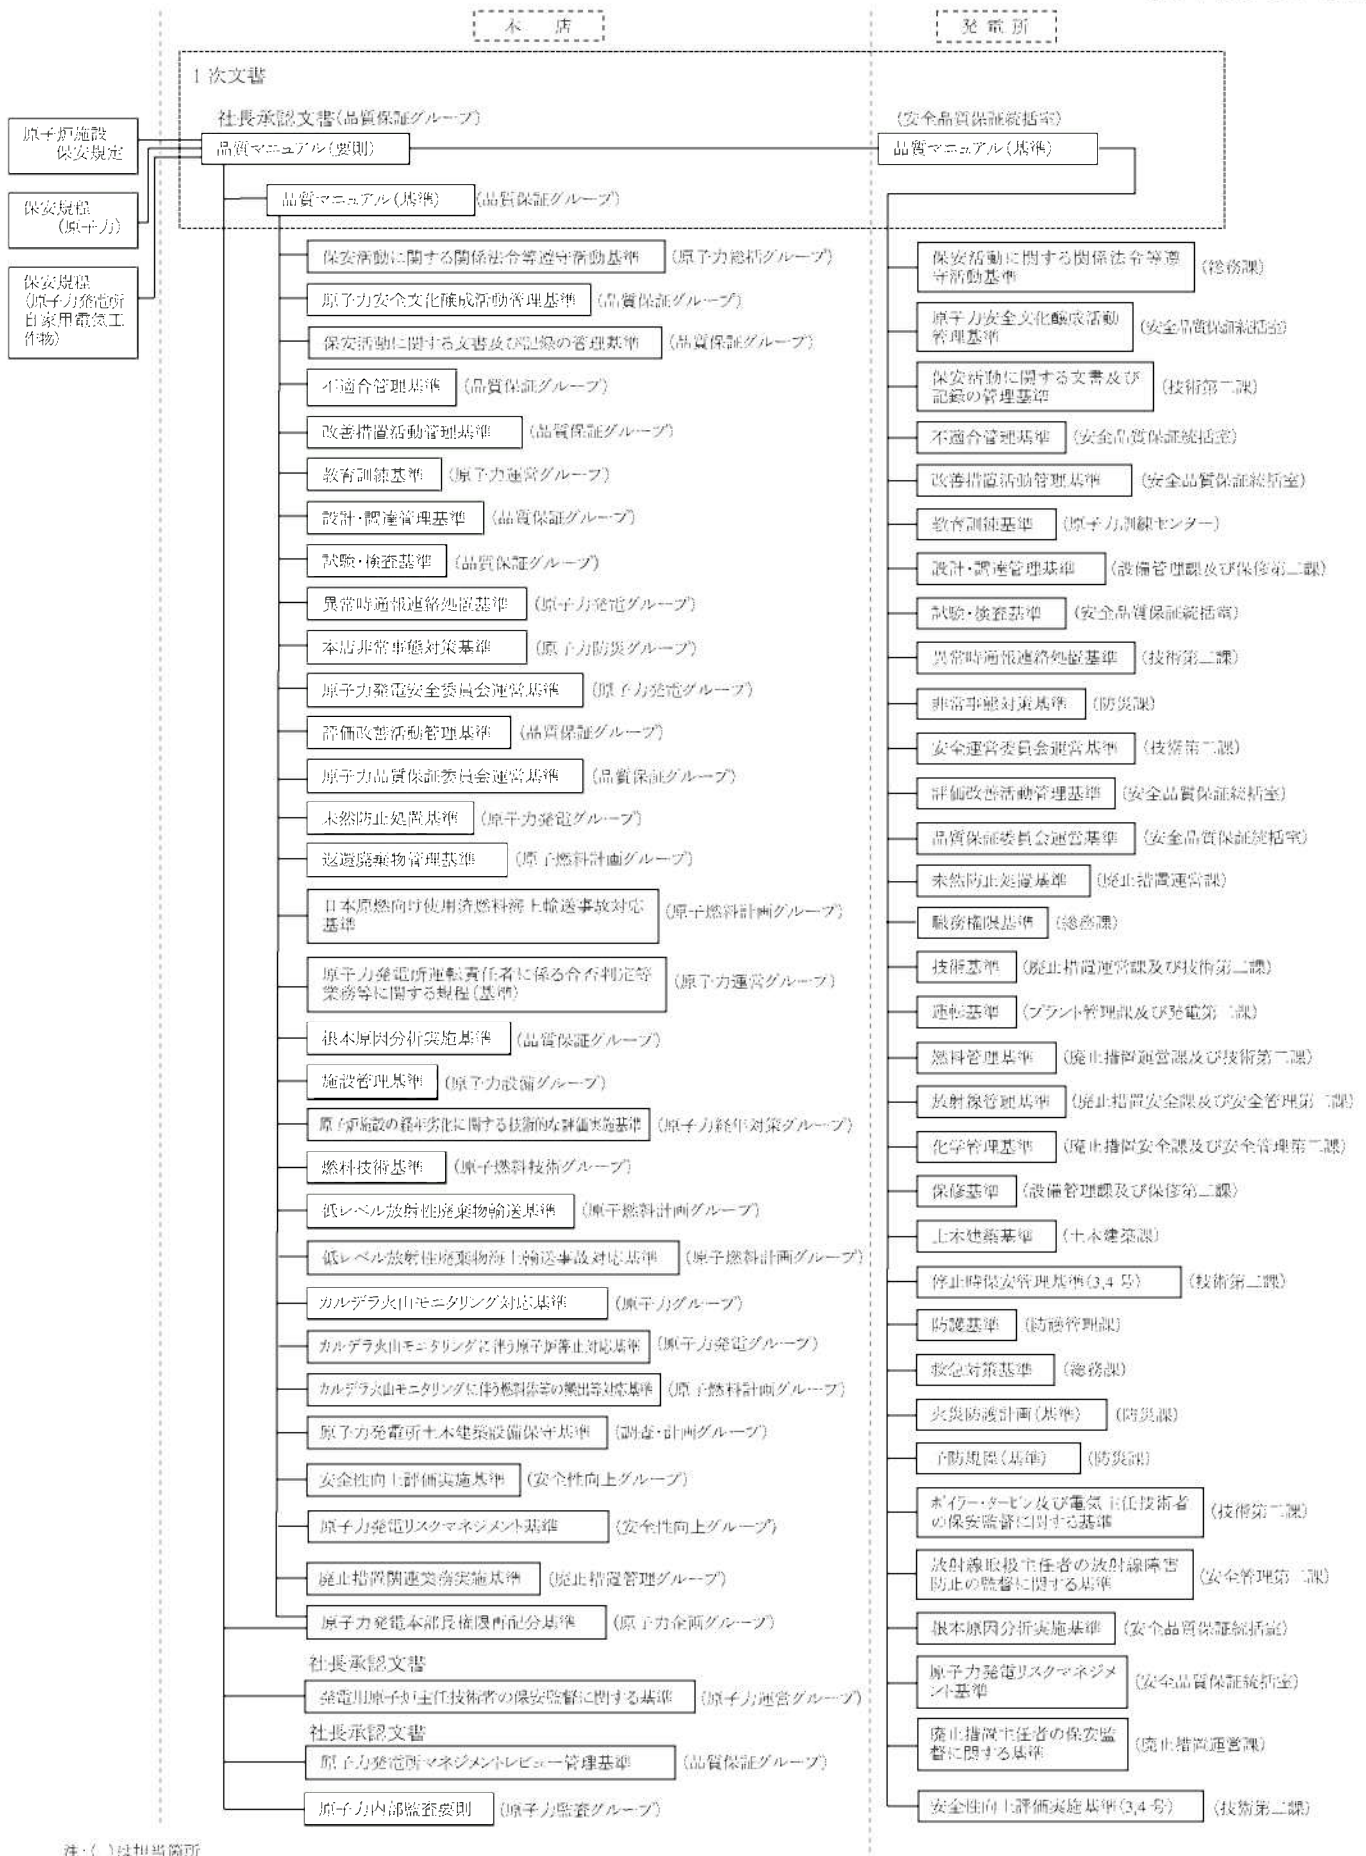 本 店
発電所
1次文書
社長承認文書(品質保証グループ)
(安全品質保証統括室)
原子炉施設
保安規定
品質マニュアル(要則)
品質マニュアル(基準)
保安規程
(原子力)
品質マニュアル(基準)
(品質保証グループ)
保安規程
(原子力発電所
自家用電気工
作物)
保安活動に関する関係法令等遵守活動基準
(原子力総括グループ)
原子力安全文化醸成活動管理基準
(品質保証グループ)
保安活動に関する文書及び記録の管理基準
(品質保証グループ)
不適合管理基準
(品質保証グループ)
改善措置活動管理基準
(品質保証グループ)
教育訓練基準
(原子力運営グループ)
設計・調達管理基準
(品質保証グループ)
試験・検査基準
(品質保証グループ)
異常時通報連絡処置基準
(原子力発電グループ)
本店非常事態対策基準
(原子力防災グループ)
原子力発電安全委員会運営基準
(原子力発電グループ)
評価改善活動管理基準
(品質保証グループ)
原子力品質保証委員会運営基準
(品質保証グループ)
未然防止処置基準
(原子力発電グループ)
返還廃棄物管理基準
(原子燃料計画グループ)
日本原燃向け使用済燃料海上輸送事故対応
基準
(原子燃料計画グループ)
原子力発電所運転責任者に係る合否判定等
業務等に関する規程(基準)
(原子力運営グループ)
根本原因分析実施基準
(品質保証グループ)
施設管理基準
(原子力設備グループ)
原子炉施設の経年劣化に関する技術的な評価実施基準
(原子力経年対策グループ)
燃料技術基準
(原子燃料技術グループ)
低レベル放射性廃棄物輸送基準
(原子燃料計画グループ)
低レベル放射性廃棄物海上輸送事故対応基準
(原子燃料計画グループ)
カルデラ火山モニタリング対応基準
(原子力グループ)
カルデラ火山モニタリングに伴う原子炉停止対応基準
(原子力発電グループ)
カルデラ火山モニタリングに伴う燃料体等の搬出等対応基準
(原子燃料計画グループ)
原子力発電所土木建築設備保守基準
(調査・計画グループ)
安全性向上評価実施基準
(安全性向上グループ)
原子力発電リスクマネジメント基準
(安全性向上グループ)
廃止措置関連業務実施基準
(廃止措置管理グループ)
原子力発電本部長権限再配分基準
(原子力企画グループ)
社長承認文書
発電用原子炉主任技術者の保安監督に関する基準
(原子力運営グループ)
社長承認文書
原子力発電所マネジメントレビュー管理基準
(品質保証グループ)
原子力内部監査要則
(原子力監査グループ)
保安活動に関する関係法令等遵
守活動基準
(総務課)
原子力安全文化醸成活動
管理基準
(安全品質保証統括室)
保安活動に関する文書及び
記録の管理基準
(技術第二課)
不適合管理基準
(安全品質保証統括室)
改善措置活動管理基準
(安全品質保証統括室)
教育訓練基準
(原子力訓練センター)
設計・調達管理基準
(設備管理課及び保修第二課)
試験・検査基準
(安全品質保証統括室)
異常時通報連絡処置基準
(技術第二課)
非常事態対策基準
(防災課)
安全運営委員会運営基準
(技術第二課)
評価改善活動管理基準
(安全品質保証統括室)
品質保証委員会運営基準
(安全品質保証統括室)
未然防止処置基準
(廃止措置運営課)
職務権限基準
(総務課)
技術基準
(廃止措置運営課及び技術第二課)
運転基準
(プラント管理課及び発電第二課)
燃料管理基準
(廃止措置運営課及び技術第二課)
放射線管理基準
(廃止措置安全課及び安全管理第二課)
化学管理基準
(廃止措置安全課及び安全管理第二課)
保修基準
(設備管理課及び保修第二課)
土木建築基準
(土木建築課)
停止時保安管理基準(3,4号)
(技術第二課)
防護基準
(防護管理課)
救急対策基準
(総務課)
火災防護計画(基準)
(防災課)
予防規程(基準)
(防災課)
ボイラー・タービン及び電気主任技術者
の保安監督に関する基準
(技術第二課)
放射線取扱主任者の放射線障害
防止の監督に関する基準
(安全管理第二課)
根本原因分析実施基準
(安全品質保証統括室)
原子力発電リスクマネジメ
ント基準
(安全品質保証統括室)
廃止措置主任者の保安監
督に関する基準
(廃止措置運営課)
安全性向上評価実施基準(3,4号)
(技術第二課)
注:( )は担当箇所